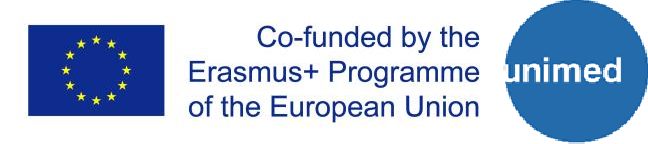 Co-funded by the
Erasmus+ Programme
of the European Union
unimed